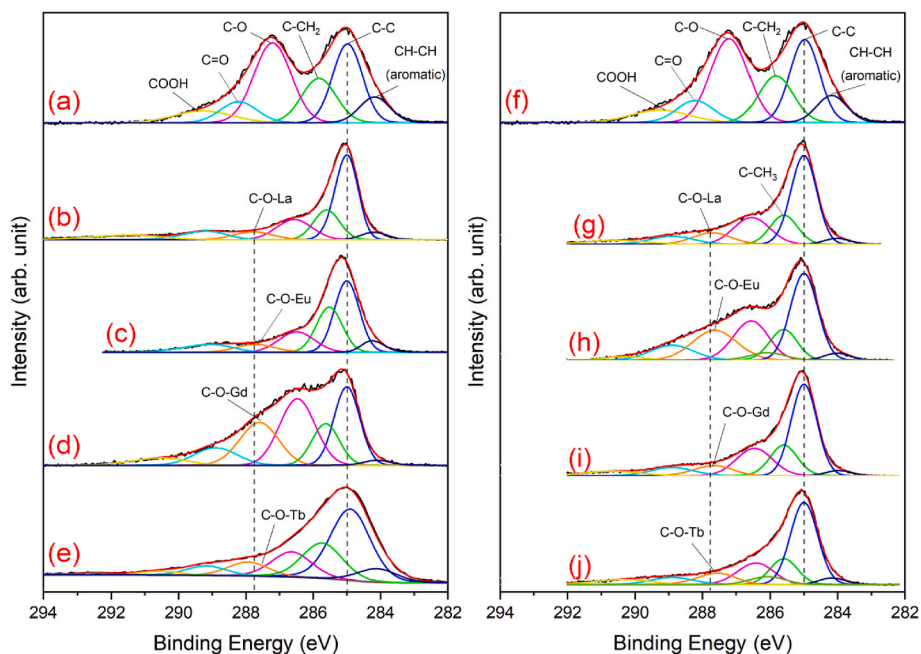 C-O
C-CH₂
C-C
C=O
COOH
CH-CH
(aromatic)
(a)
(b)
C-O-La
(c)
C-O-Eu
(d)
C-O-Gd
(e)
C-O-Tb
Intensity (arb. unit)
294 292 290 288 286 284 282
Binding Energy (eV)
C-O
C-CH₂
C-C
C=O
COOH
CH-CH
(aromatic)
(f)
(g)
C-CH₃
C-O-La
(h)
C-O-Eu
(i)
C-O-Gd
(j)
C-O-Tb
Intensity (arb. unit)
294 292 290 288 286 284 282
Binding Energy (eV)